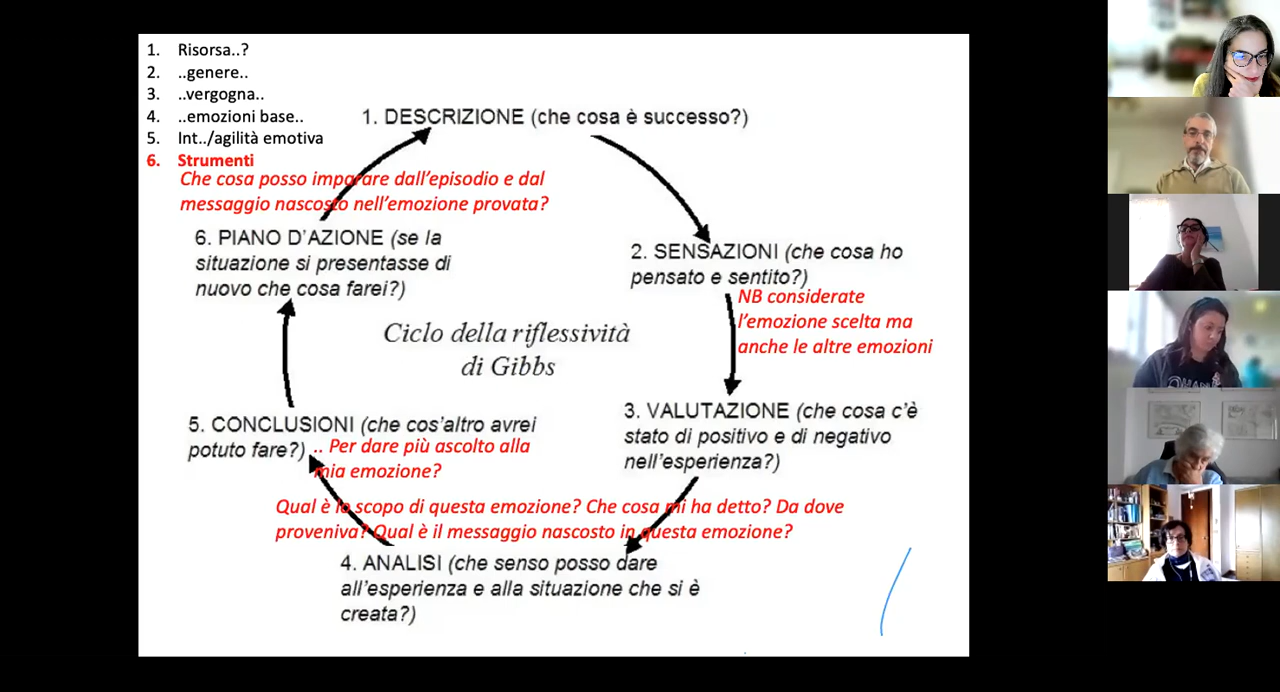 1. Risorsa..?
2. ..genere..
3. ..vergogna..
4. ..emozioni base..
5. Int../agilità emotiva
6. Strumenti
1. DESCRIZIONE (che cosa è successo?)
Che cosa posso imparare dall'episodio e dal
messaggio nascosto nell'emozione provata?
6. PIANO D'AZIONE (se la
situazione si presentasse di
nuovo che cosa farei?)
2. SENSAZIONI (che cosa ho
pensato e sentito?)
NB considerate
l'emozione scelta ma
anche le altre emozioni
Ciclo della riflessività
di Gibbs
3. VALUTAZIONE (che cosa c'è
stato di positivo e di negativo
nell'esperienza?)
5. CONCLUSIONI (che cos'altro avrei
potuto fare?)
.. Per dare più ascolto alla
mia emozione?
Qual è lo scopo di questa emozione? Che cosa mi ha detto? Da dove
proveniva? Qual è il messaggio nascosto in questa emozione?
4. ANALISI (che senso posso dare
all'esperienza e alla situazione che si è
creata?)